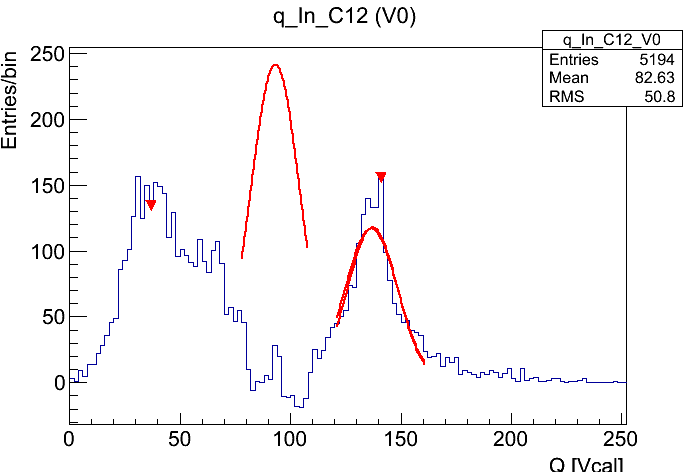 q_In_C12 (V0)
q_In_C12_V0
Entries 5194
Mean 82.63
RMS 50.8
Entries/bin
250
200
150
100
50
0
0 50 100 150 200 250
Q [Vcal]